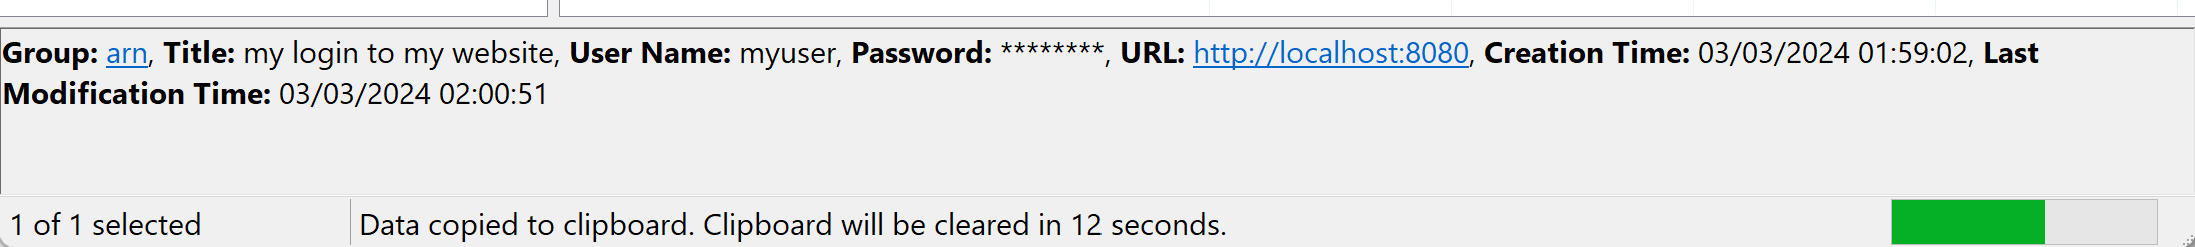 Group: arn, Title: my login to my website, User Name: myuser, Password: ********, URL: http://localhost:8080, Creation Time: 03/03/2024 01:59:02, Last
Modification Time: 03/03/2024 02:00:51
1 of 1 selected
Data copied to clipboard. Clipboard will be cleared in 12 seconds.